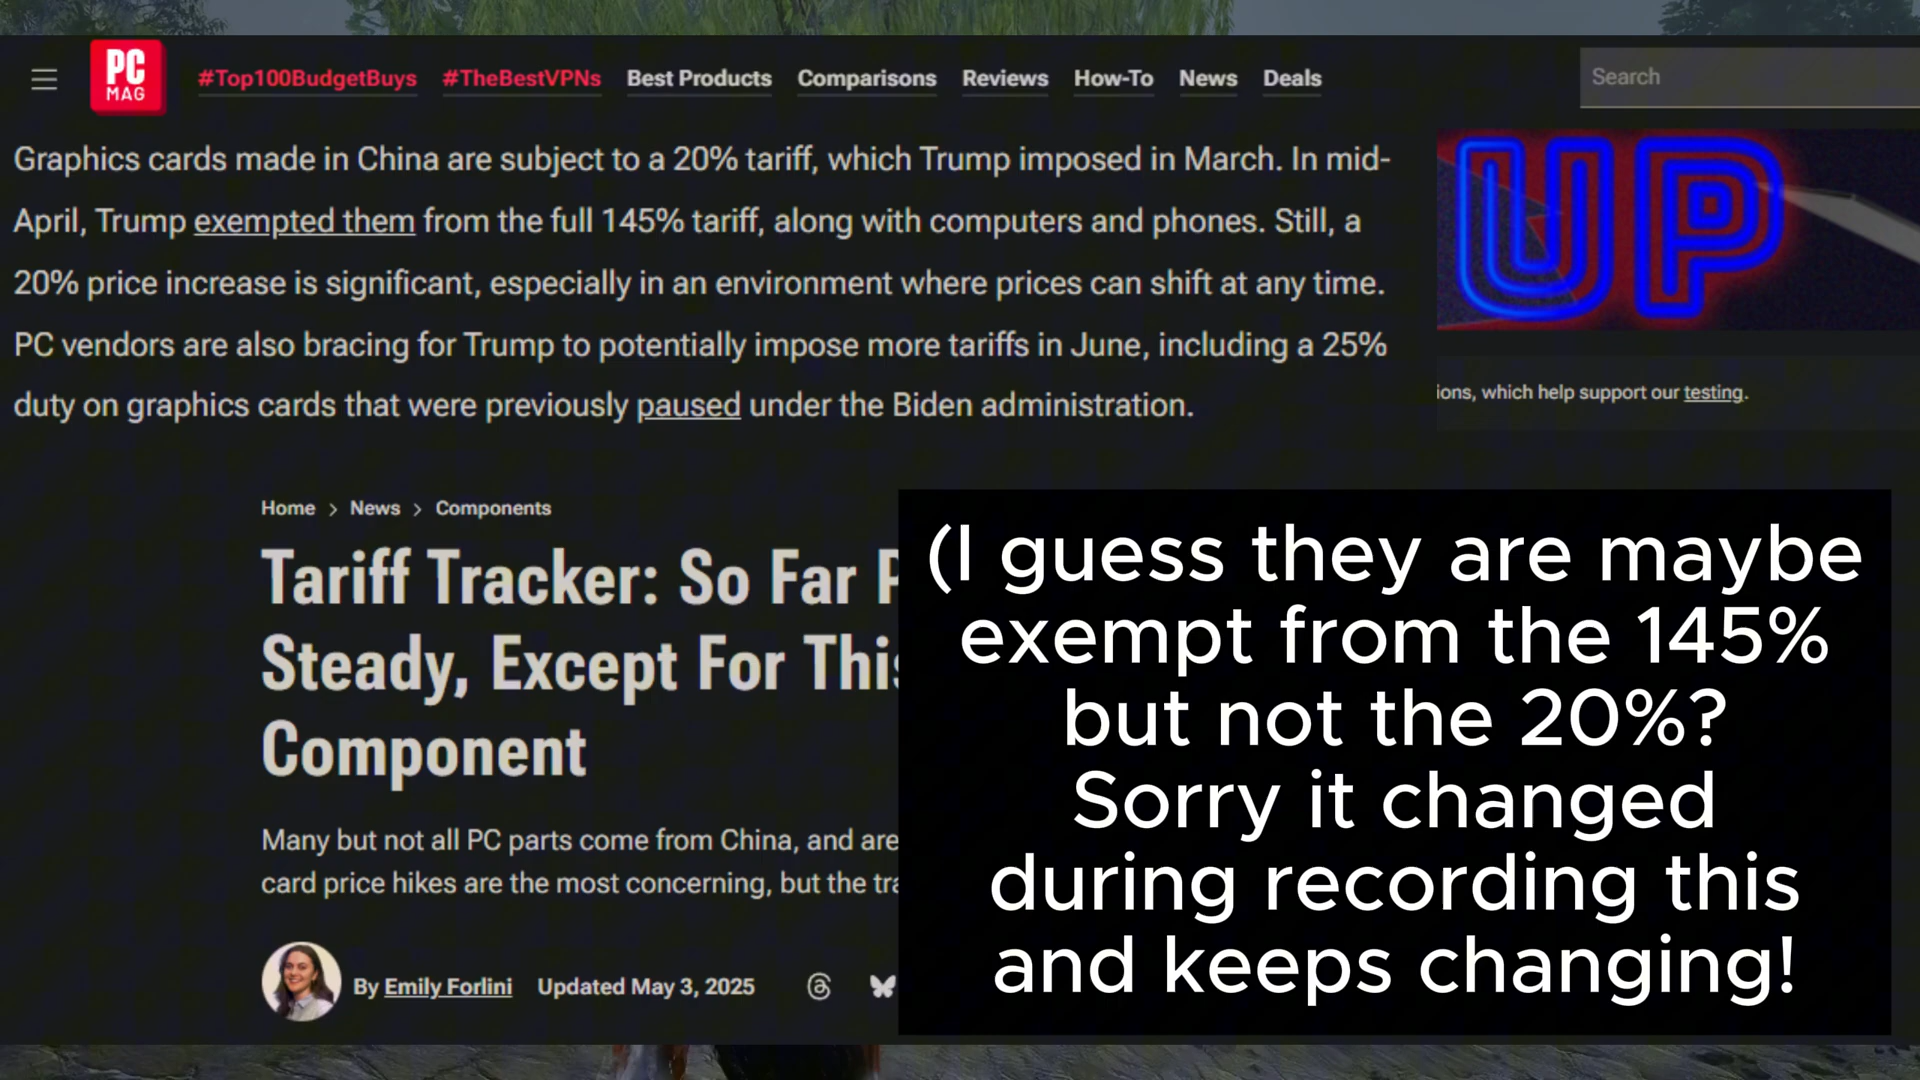 PC
MAG
#Top100BudgetBuys #TheBestVPNs Best Products Comparisons Reviews How-To News Deals
Search
Graphics cards made in China are subject to a 20% tariff, which Trump imposed in March. In mid-
April, Trump exempted them from the full 145% tariff, along with computers and phones. Still, a
20% price increase is significant, especially in an environment where prices can shift at any time.
PC vendors are also bracing for Trump to potentially impose more tariffs in June, including a 25%
duty on graphics cards that were previously paused under the Biden administration.
UP
ions, which help support our testing.
Home > News > Components
Tariff Tracker: So Far P
Steady, Except For This
Component
Many but not all PC parts come from China, and are
card price hikes are the most concerning, but the tra
By Emily Forlini Updated May 3, 2025
(I guess they are maybe
exempt from the 145%
but not the 20%?
Sorry it changed
during recording this
and keeps changing!